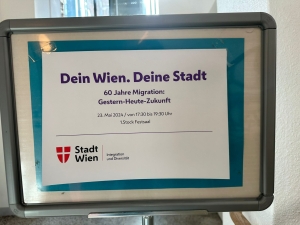 Dein Wien. Deine Stadt
60 Jahre Migration:
Gestern-Heute-Zukunft
23. Mai 2024 / von 17:30 bis 19:30 Uhr
1.Stock Festsaal
Stadt
Wien
Integration
und Diversität